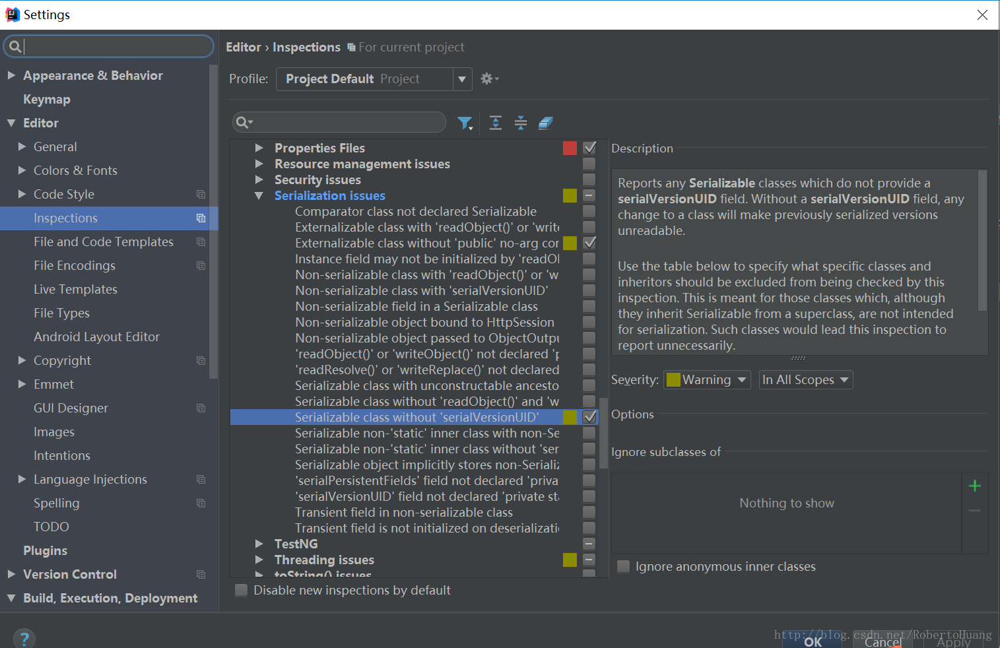 Settings
Editor › Inspections For current project
Profile: Project Default Project
Appearance & Behavior
Keymap
Editor
General
Colors & Fonts
Code Style
Inspections
File and Code Templates
File Encodings
Live Templates
File Types
Android Layout Editor
Copyright
Emmet
GUI Designer
Images
Intentions
Language Injections
Spelling
TODO
Plugins
Version Control
Build, Execution, Deployment
Properties Files
Resource management issues
Security issues
Serialization issues
Comparator class not declared Serializable
Externalizable class with 'readObject()' or 'write
Externalizable class without 'public' no-arg con
Instance field may not be initialized by 'readOl
Non-serializable class with 'readObject()' or 'w
Non-serializable class with 'serialVersionUID'
Non-serializable field in a Serializable class
Non-serializable object bound to HttpSession
Non-serializable object passed to ObjectOutpu
'readObject()' or 'writeObject()' not declared 'p
'readResolve()' or 'writeReplace()' not declared
Serializable class with unconstructable ancesto
Serializable class without 'readObject()' and 'w
Serializable class without 'serialVersionUID'
Serializable non-'static' inner class with non-Se
Serializable non-'static' inner class without 'ser
Serializable object implicitly stores non-Serializ
'serialPersistentFields' field not declared 'priva
'serialVersionUID' field not declared 'private sta
Transient field in non-serializable class
Transient field is not initialized on deserializati
TestNG
Threading issues
toString() issues
Disable new inspections by default
Description
Reports any Serializable classes which do not provide a
serialVersionUID field. Without a serialVersionUID field, any
change to a class will make previously serialized versions
unreadable.
Use the table below to specify what specific classes and
inheritors should be excluded from being checked by this
inspection. This is meant for those classes which, although
they inherit Serializable from a superclass, are not intended
for serialization. Such classes would lead this inspection to
report unnecessarily.
Severity: Warning In All Scopes
Options
Ignore subclasses of
Nothing to show
Ignore anonymous inner classes
?
http://blog.csdn.net/RobertoHuang
OK Cancel Apply